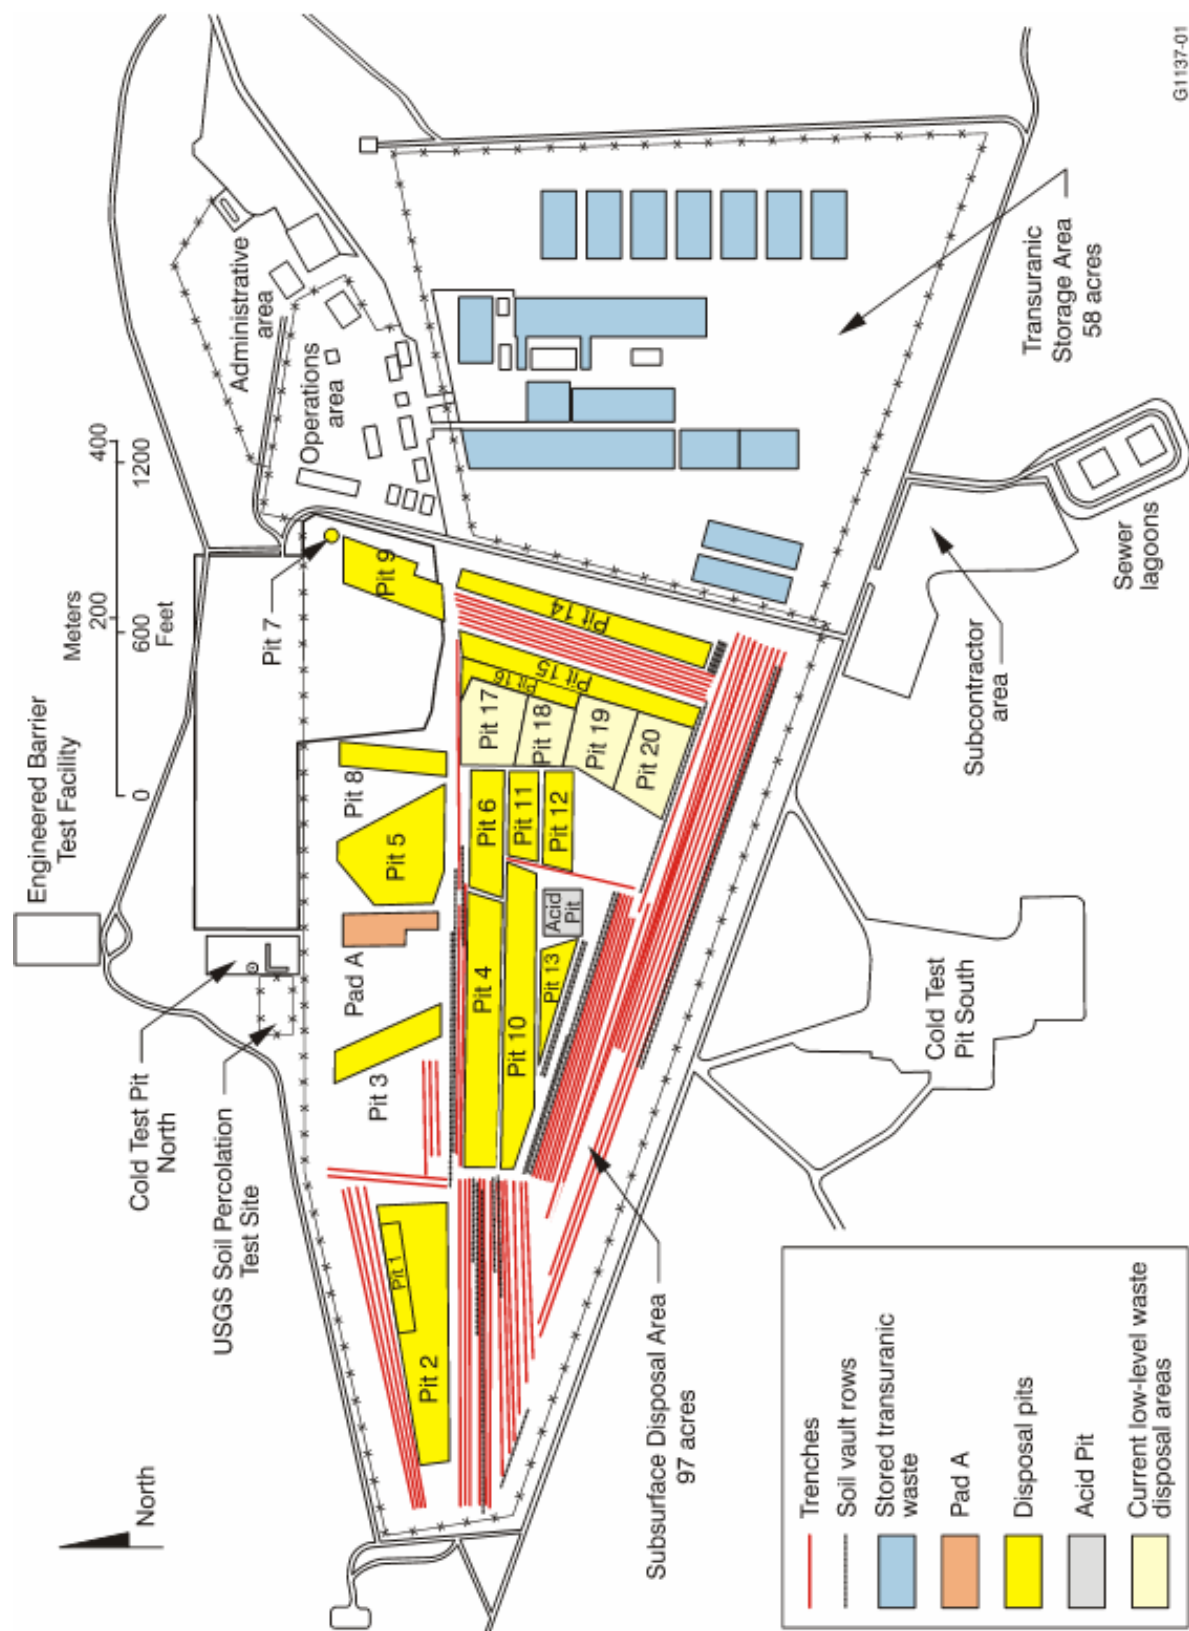 G1137-01
Engineered Barrier
Test Facility
Meters
0
200
400
Feet
600
1200
Administrative
area
Operations
area
Cold Test Pit
North
USGS Soil Percolation
Test Site
Pit 7
Pit 9
Pit 8
Pit 5
Pad A
Pit 3
Pit 1
Pit 2
Pit 14
Pit 15
Pit 16
Pit 17
Pit 18
Pit 19
Pit 20
Pit 6
Pit 11
Pit 12
Pit 4
Pit 10
Acid
Pit
Pit 13
North
Transuranic
Storage Area
58 acres
Sewer
lagoons
Subcontractor
area
Cold Test
Pit South
Subsurface Disposal Area
97 acres
Trenches
Soil vault rows
Stored transuranic
waste
Pad A
Disposal pits
Acid Pit
Current low-level waste
disposal areas